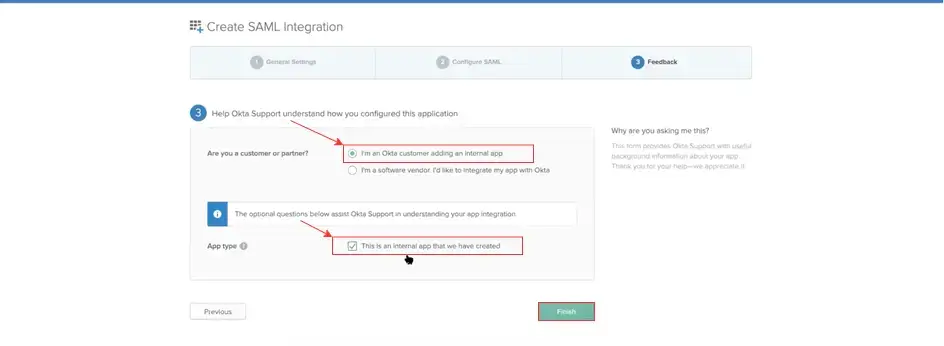 Create SAML Integration
1 General Settings
2 Configure SAML
3 Feedback
3 Help Okta Support understand how you configured this application
Are you a customer or partner?
I'm an Okta customer adding an internal app
I'm a software vendor. I'd like to integrate my app with Okta
The optional questions below assist Okta Support in understanding your app integration.
App type
This is an internal app that we have created
Previous
Finish
Why are you asking me this?
This form provides Okta Support with useful
background information about your app.
Thank you for your help—we appreciate it.